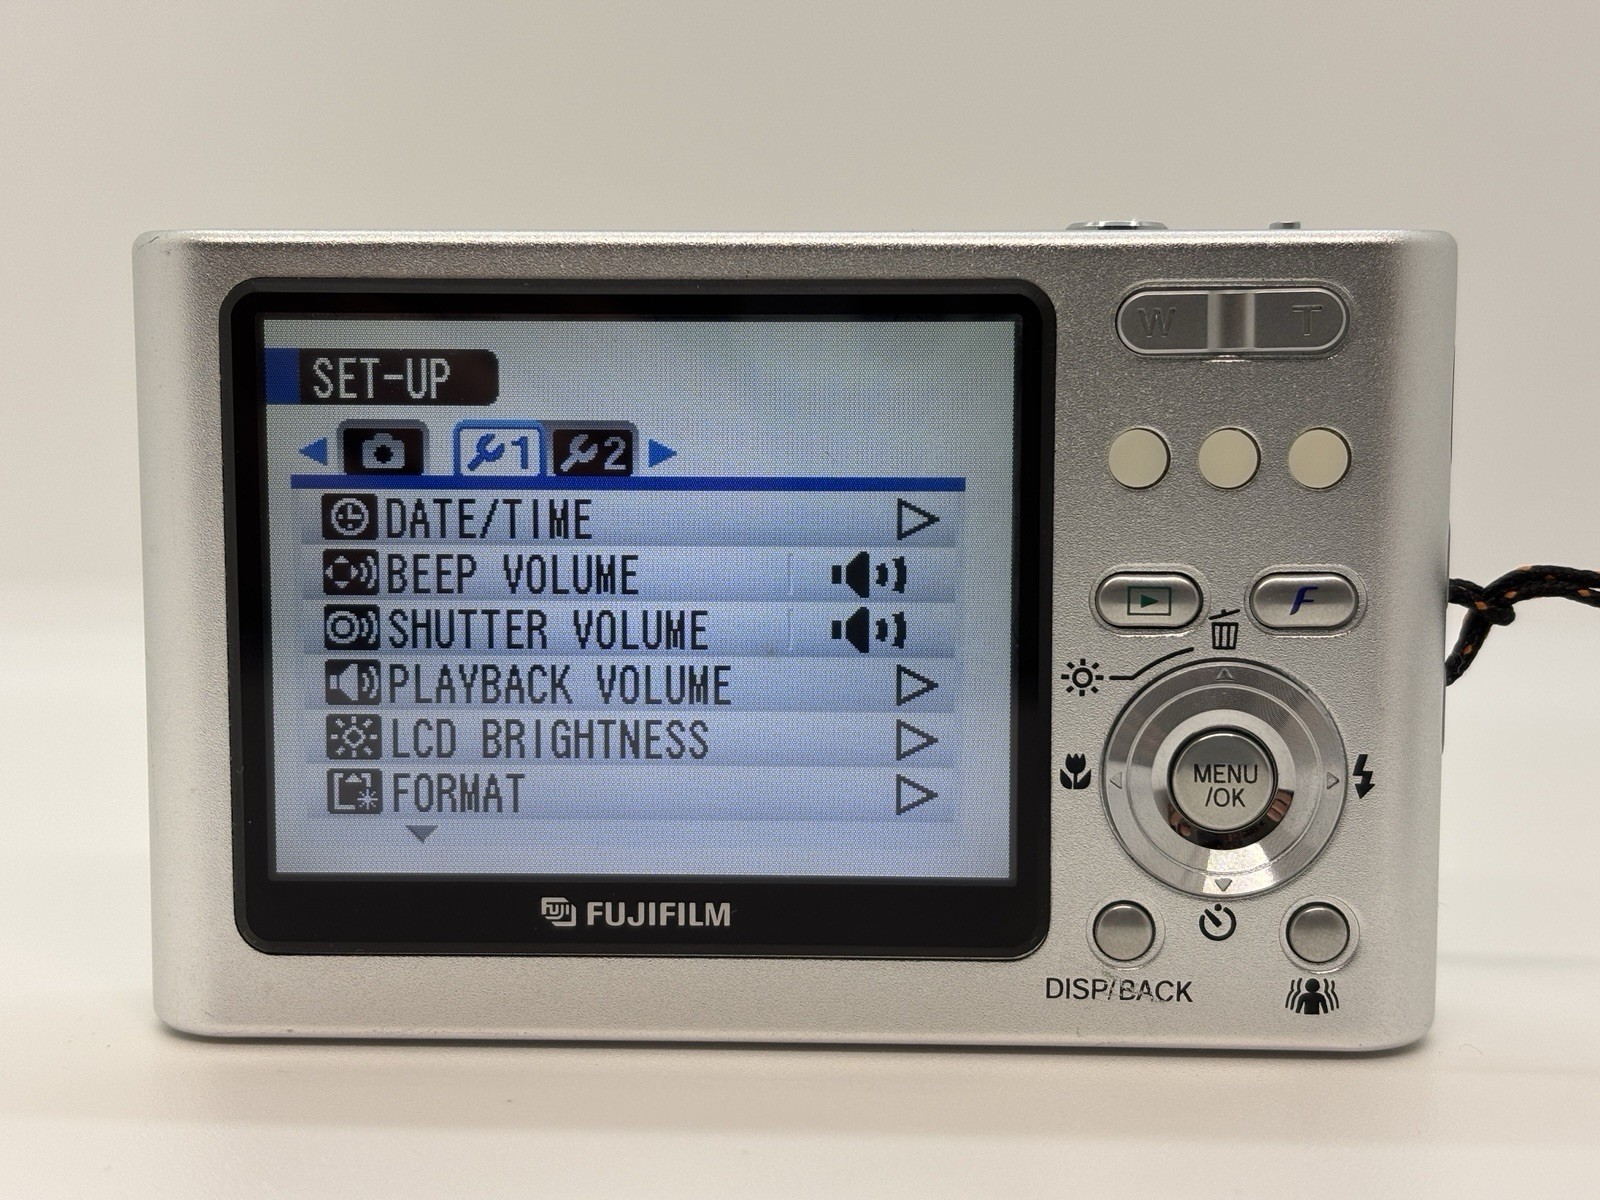 SET-UP
1 2
DATE/TIME
BEEP VOLUME
SHUTTER VOLUME
PLAYBACK VOLUME
LCD BRIGHTNESS
FORMAT
FUJI FUJIFILM
W T
F
MENU
/OK
DISP/BACK